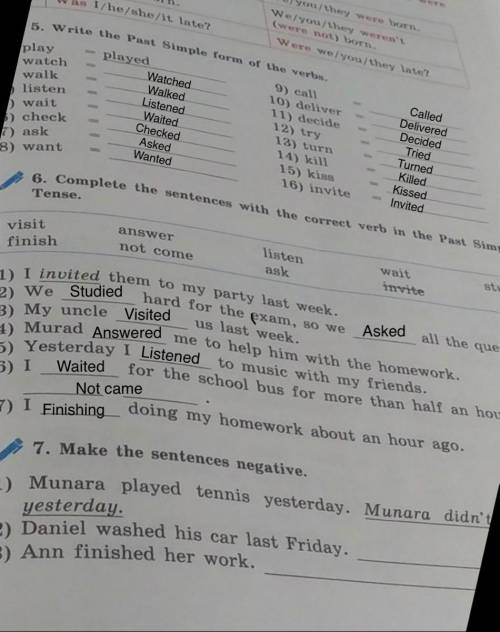 Was I/he/she/it late?
We/you/they were born.
We/you/they weren't
(were not) born.
Were we/you/they late?
5. Write the Past Simple form of the verbs.
play = played
watch = Watched
walk = Walked
listen = Listened
) wait = Waited
) check = Checked
7) ask = Asked
8) want = Wanted
9) call = Called
10) deliver = Delivered
11) decide = Decided
12) try = Tried
13) turn = Turned
14) kill = Killed
15) kiss = Kissed
16) invite = Invited
6. Complete the sentences with the correct verb in the Past Simp
Tense.
visit answer listen wait st
finish not come ask invite
1) I invited them to my party last week.
2) We Studied hard for the exam, so we Asked all the que
3) My uncle Visited us last week.
4) Murad Answered me to help him with the homework.
5) Yesterday I Listened to music with my friends.
6) I Waited for the school bus for more than half an hou
Not came .
7) I Finishing doing my homework about an hour ago.
7. Make the sentences negative.
1) Munara played tennis yesterday. Munara didn't
yesterday.
2) Daniel washed his car last Friday.
3) Ann finished her work.